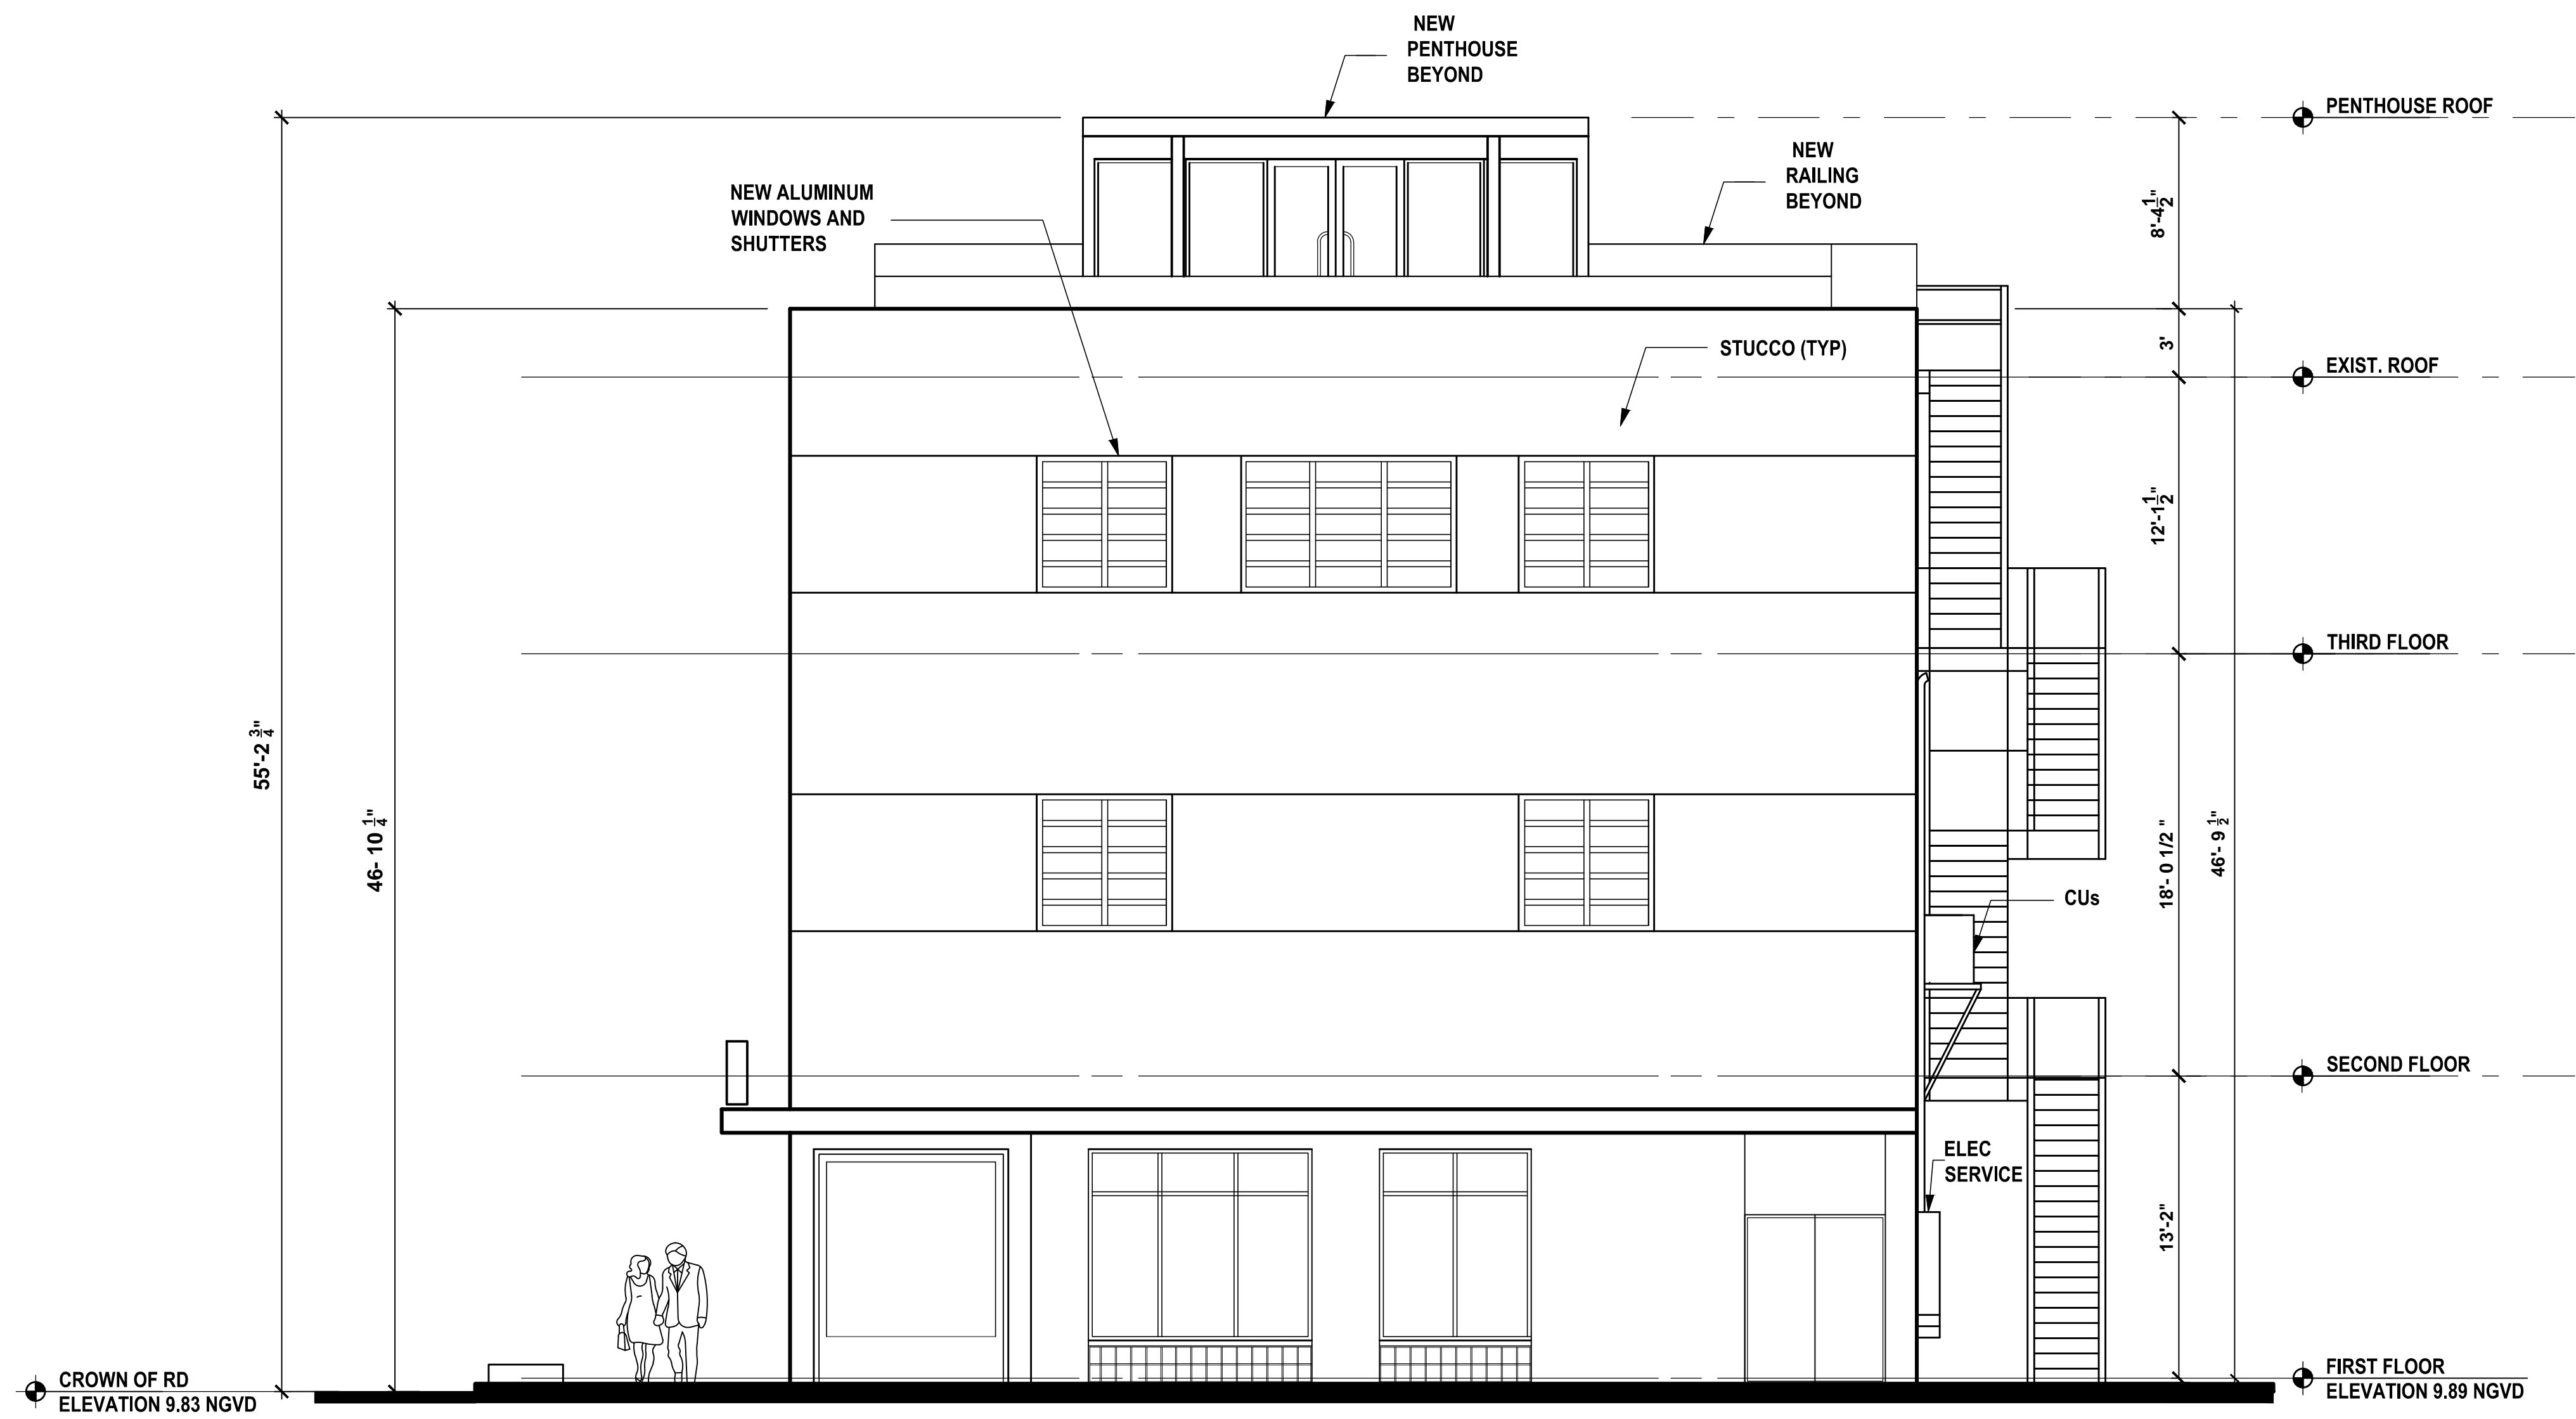 NEW
PENTHOUSE
BEYOND
PENTHOUSE ROOF
NEW
RAILING
BEYOND
NEW ALUMINUM
WINDOWS AND
SHUTTERS
8'-4 1/2"
STUCCO (TYP)
3'
EXIST. ROOF
12'-1 1/2"
THIRD FLOOR
55'-2 3/4"
46- 10 1/4"
18'- 0 1/2 "
46'- 9 1/2"
CUs
SECOND FLOOR
ELEC
SERVICE
13'-2"
CROWN OF RD
ELEVATION 9.83 NGVD
FIRST FLOOR
ELEVATION 9.89 NGVD